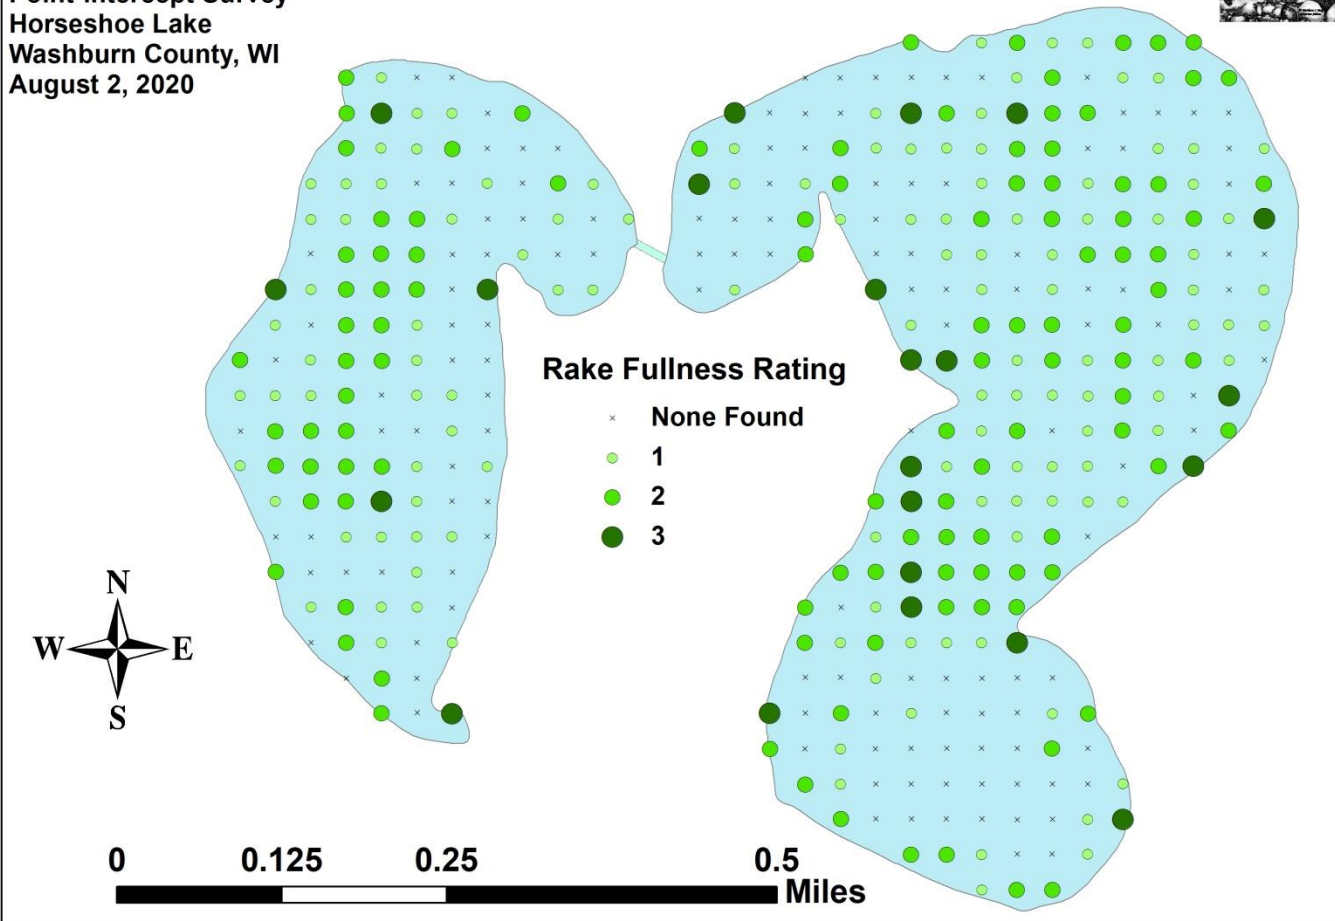 Point-Intercept Survey
Horseshoe Lake
Washburn County, WI
August 2, 2020
Rake Fullness Rating
None Found
1
2
3
N
W E
S
0 0.125 0.25 0.5
Miles